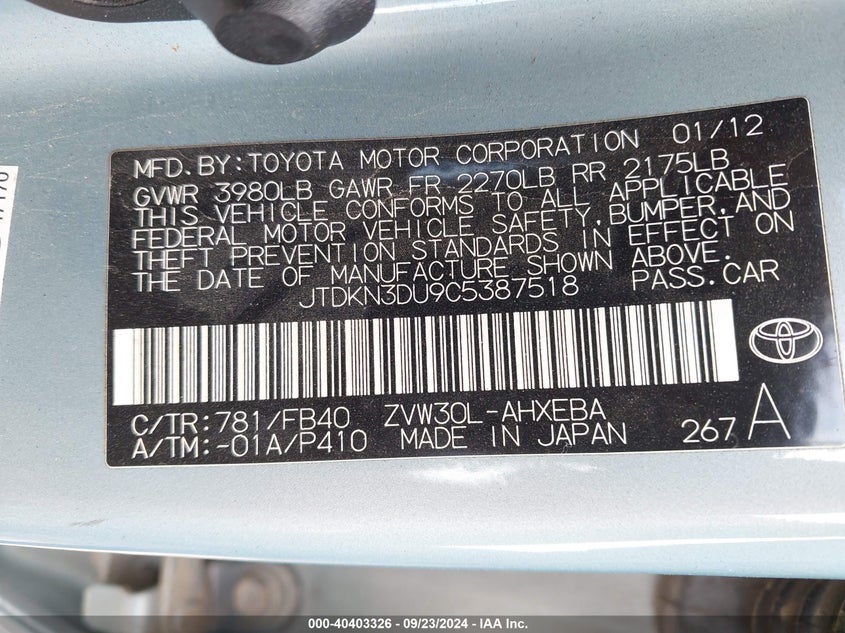 MFD.BY:TOYOTA MOTOR CORPORATION 01/12
GVWR 3980LB GAWR FR 2270LB RR 2175LB
THIS VEHICLE CONFORMS TO ALL APPLICABLE
FEDERAL MOTOR VEHICLE SAFETY,BUMPER,AND
THEFT PREVENTION STANDARDS IN EFFECT ON
THE DATE OF MANUFACTURE SHOWN ABOVE.
JTDKN3DU9C5387518 PASS.CAR
C/TR:781/FB40 ZVW30L-AHXEBA
A/TM:-01A/P410 MADE IN JAPAN 267 A
000-40403326 - 09/23/2024 - IAA Inc.